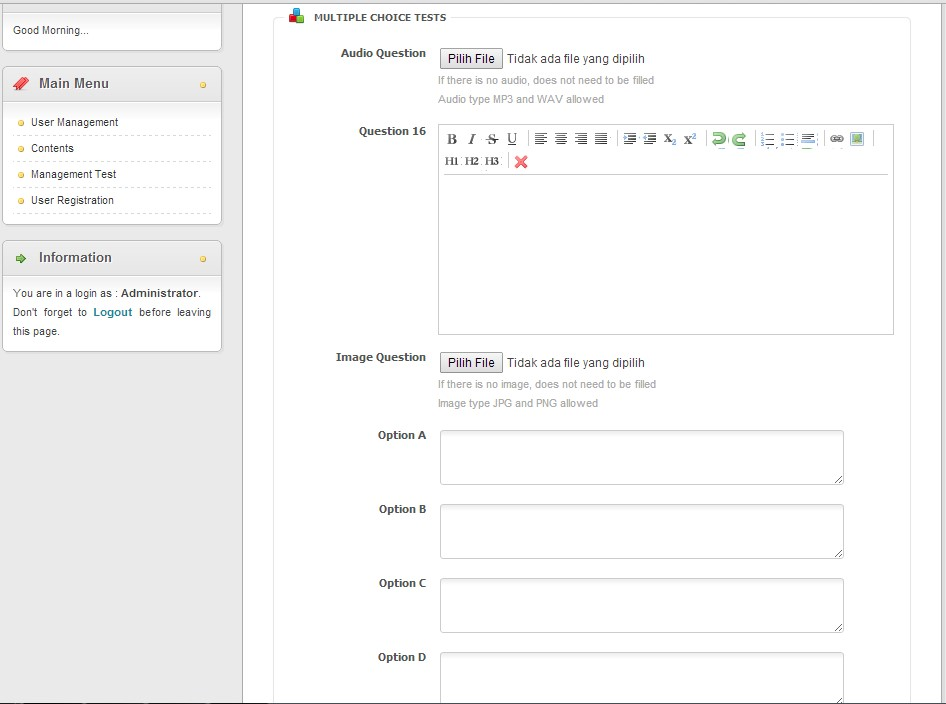 Good Morning...
Main Menu
User Management
Contents
Management Test
User Registration
Information
You are in a login as : Administrator.
Don't forget to Logout before leaving
this page.
MULTIPLE CHOICE TESTS
Audio Question
Pilih File Tidak ada file yang dipilih
If there is no audio, does not need to be filled
Audio type MP3 and WAV allowed
Question 16
B I S U X2 X2
H1 H2 H3
Image Question
Pilih File Tidak ada file yang dipilih
If there is no image, does not need to be filled
Image type JPG and PNG allowed
Option A
Option B
Option C
Option D